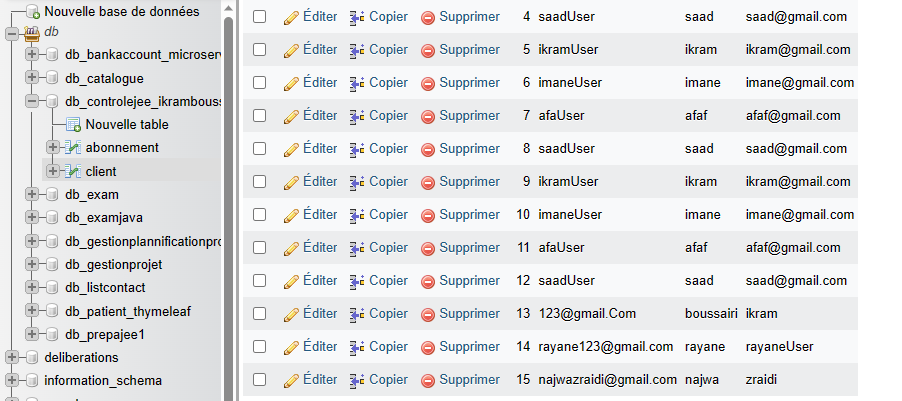 Nouvelle base de données
db
db_bankaccount_microserv
db_catalogue
db_controlejee_ikrambouss
Nouvelle table
abonnement
client
db_exam
db_examjava
db_gestionplannificationpro
db_gestionprojet
db_listcontact
db_patient_thymeleaf
db_prepajee1
deliberations
information_schema
Éditer Copier Supprimer 4 saadUser saad saad@gmail.com
Éditer Copier Supprimer 5 ikramUser ikram ikram@gmail.com
Éditer Copier Supprimer 6 imaneUser imane imane@gmail.com
Éditer Copier Supprimer 7 afaUser afaf afaf@gmail.com
Éditer Copier Supprimer 8 saadUser saad saad@gmail.com
Éditer Copier Supprimer 9 ikramUser ikram ikram@gmail.com
Éditer Copier Supprimer 10 imaneUser imane imane@gmail.com
Éditer Copier Supprimer 11 afaUser afaf afaf@gmail.com
Éditer Copier Supprimer 12 saadUser saad saad@gmail.com
Éditer Copier Supprimer 13 123@gmail.Com boussairi ikram
Éditer Copier Supprimer 14 rayane123@gmail.com rayane rayaneUser
Éditer Copier Supprimer 15 najwazraidi@gmail.com najwa zraidi